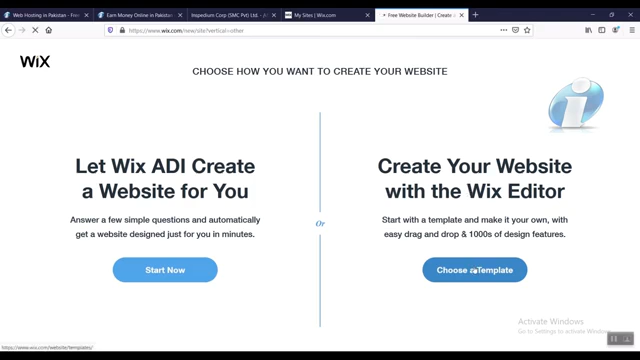 Web Hosting in Pakistan - Fre
Earn Money Online in Pakistan
Inspedium Corp (SMC Pvt) Ltd. - A
My Sites | Wix.com
Free Website Builder | Create a
https://www.wix.com/new/site/vertical=other
WiX
CHOOSE HOW YOU WANT TO CREATE YOUR WEBSITE
i
Let Wix ADI Create
a Website for You
Answer a few simple questions and automatically
get a website designed just for you in minutes.
Start Now
Or
Create Your Website
with the Wix Editor
Start with a template and make it your own, with
easy drag and drop & 1000s of design features.
Choose a Template
Activate Windows
Go to Settings to activate Windows.
https://www.wix.com/website/templates/